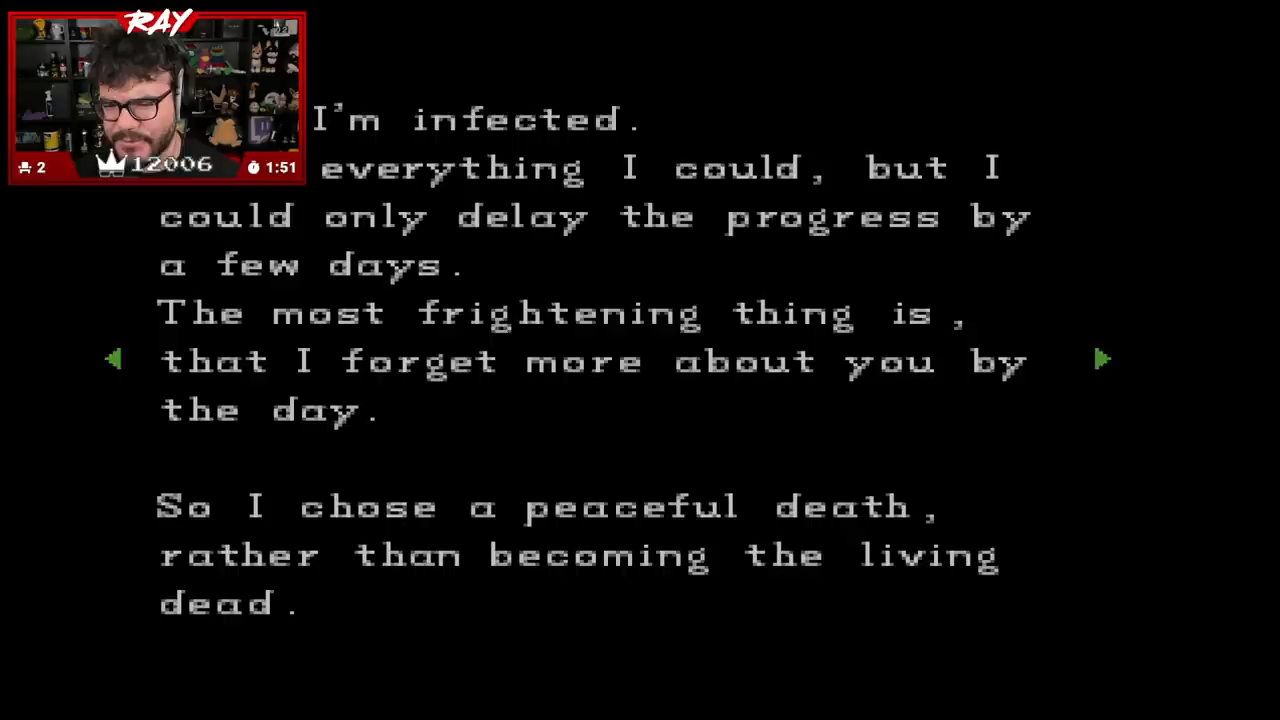 RAY
2
12006
1:51
I'm infected.
everything I could, but I
could only delay the progress by
a few days.
The most frightening thing is,
that I forget more about you by
the day.
So I chose a peaceful death,
rather than becoming the living
dead.